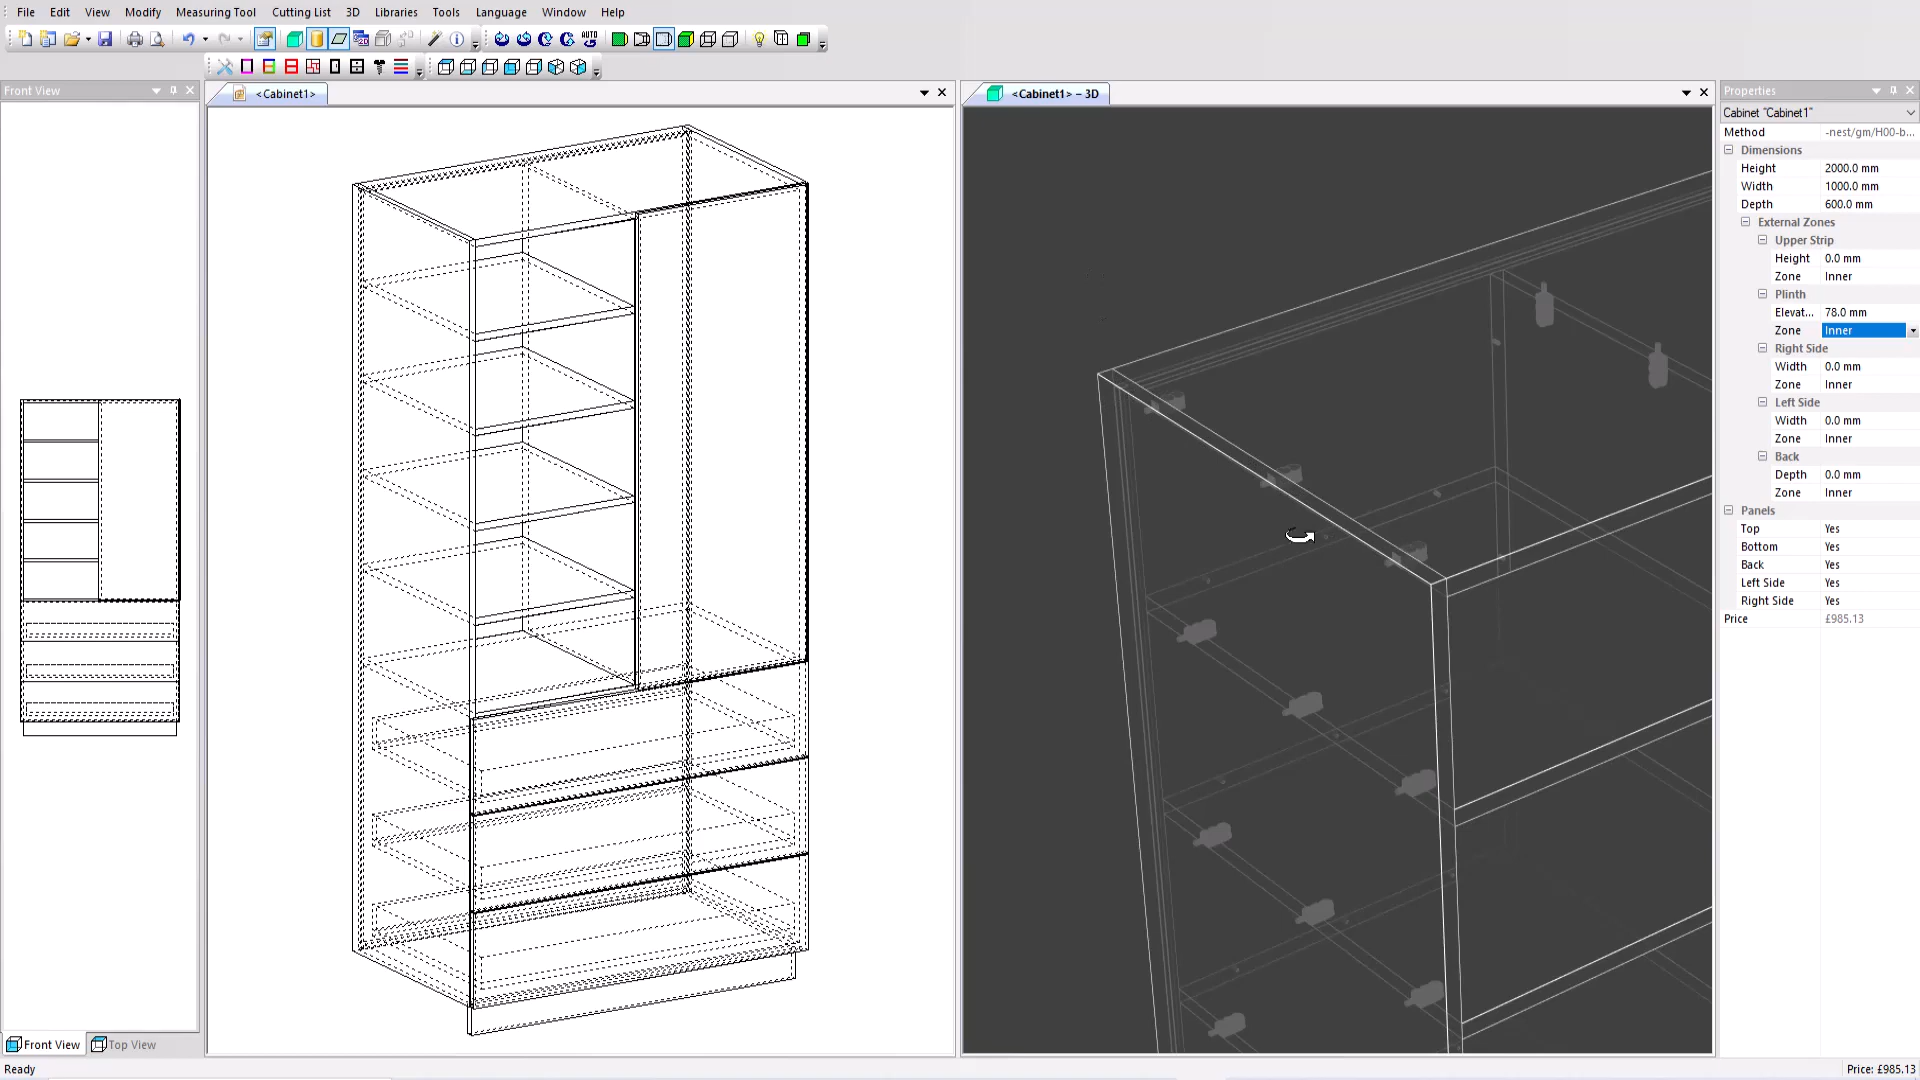 File Edit View Modify Measuring Tool Cutting List 3D Libraries Tools Language Window Help
AUTO
Front View
<Cabinet1>
<Cabinet1> – 3D
Properties
Cabinet "Cabinet1"
Method -nest/gm/H00-b...
Dimensions
Height 2000.0 mm
Width 1000.0 mm
Depth 600.0 mm
External Zones
Upper Strip
Height 0.0 mm
Zone Inner
Plinth
Elevat... 78.0 mm
Zone Inner
Right Side
Width 0.0 mm
Zone Inner
Left Side
Width 0.0 mm
Zone Inner
Back
Depth 0.0 mm
Zone Inner
Panels
Top Yes
Bottom Yes
Back Yes
Left Side Yes
Right Side Yes
Price £985.13
Front View Top View
Ready
Price: £985.13